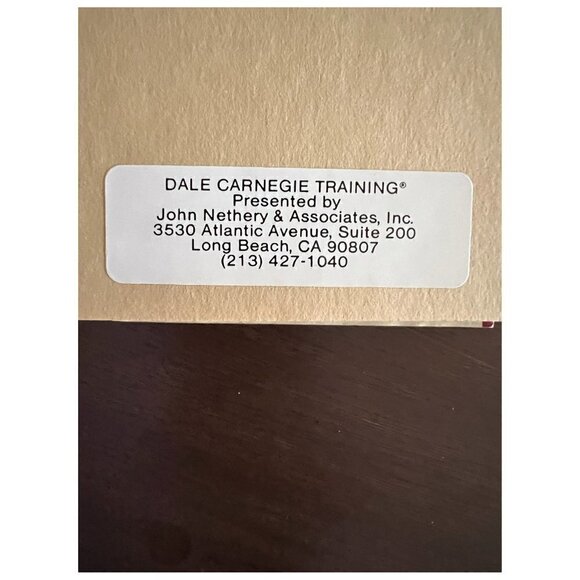 DALE CARNEGIE TRAINING®
Presented by
John Nethery & Associates, Inc.
3530 Atlantic Avenue, Suite 200
Long Beach, CA 90807
(213) 427-1040